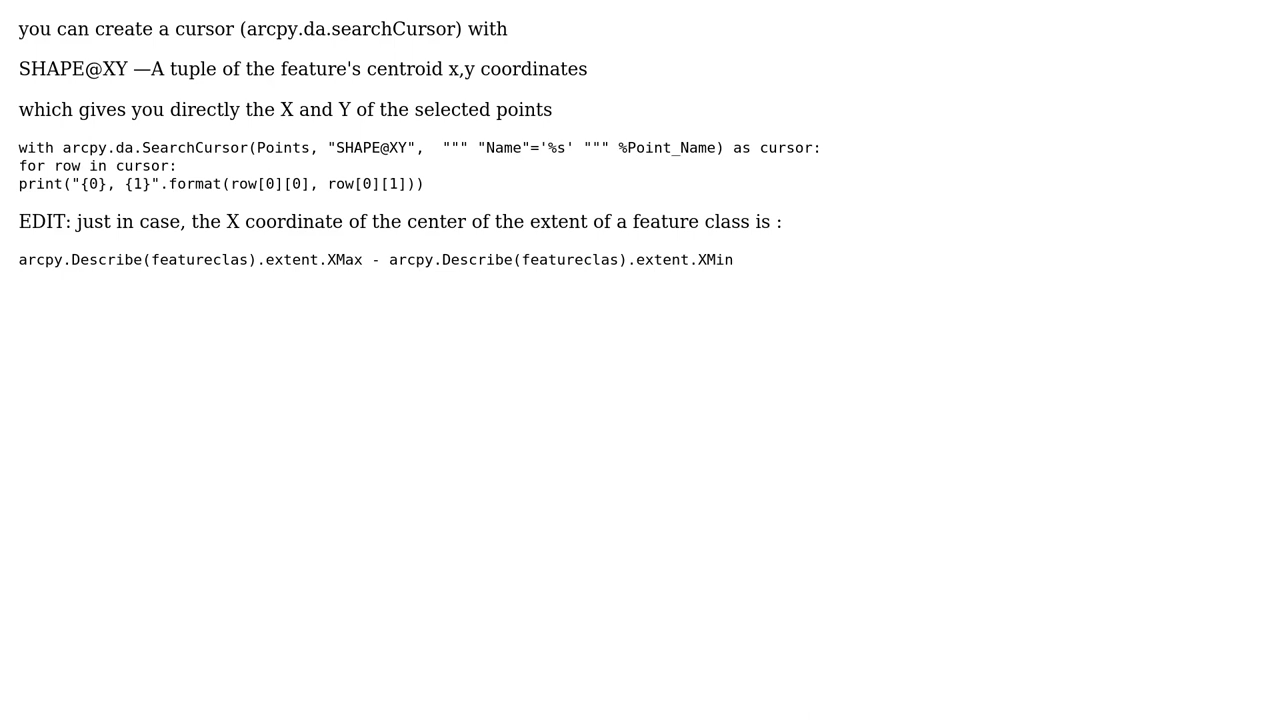 you can create a cursor (arcpy.da.searchCursor) with
SHAPE@XY —A tuple of the feature's centroid x,y coordinates
which gives you directly the X and Y of the selected points
with arcpy.da.SearchCursor(Points, "SHAPE@XY",  """ "Name"='%s' """ %Point_Name) as cursor:
for row in cursor:
print("{0}, {1}".format(row[0][0], row[0][1]))
EDIT: just in case, the X coordinate of the center of the extent of a feature class is :
arcpy.Describe(featureclas).extent.XMax - arcpy.Describe(featureclas).extent.XMin